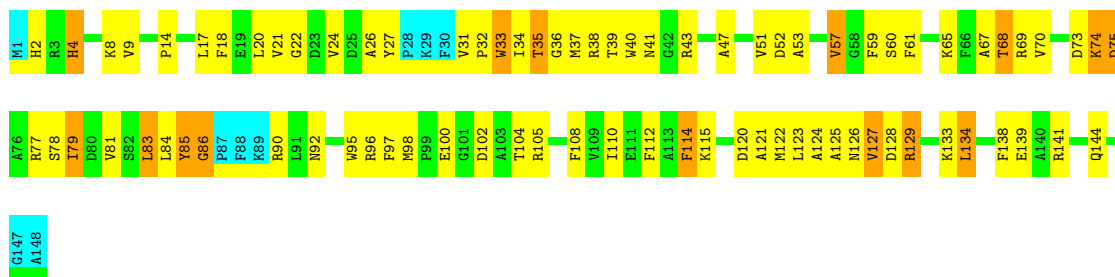 M1 H2 R3 H4 K8 V9 P14 L17 F18 E19 L20 V21 G22 D23 V24 D25 A26 Y27 P28 K29 F30 V31 P32 W33 I34 T35 G36 M37 R38 T39 W40 N41 G42 R43 A47 V51 D52 A53 V57 G58 F59 S60 F61 K65 F66 A67 T68 R69 V70 D73 K74 D75
A76 R77 S78 I79 D80 V81 S82 L83 L84 Y85 G86 P87 F88 K89 R90 L91 N92 W95 R96 F97 M98 P99 E100 G101 D102 A103 T104 R105 F108 V109 I110 E111 F112 A113 F114 K115 D120 A121 M122 L123 A124 A125 N126 V127 D128 R129 K133 L134 F138 E139 A140 R141 Q144
G147 A148